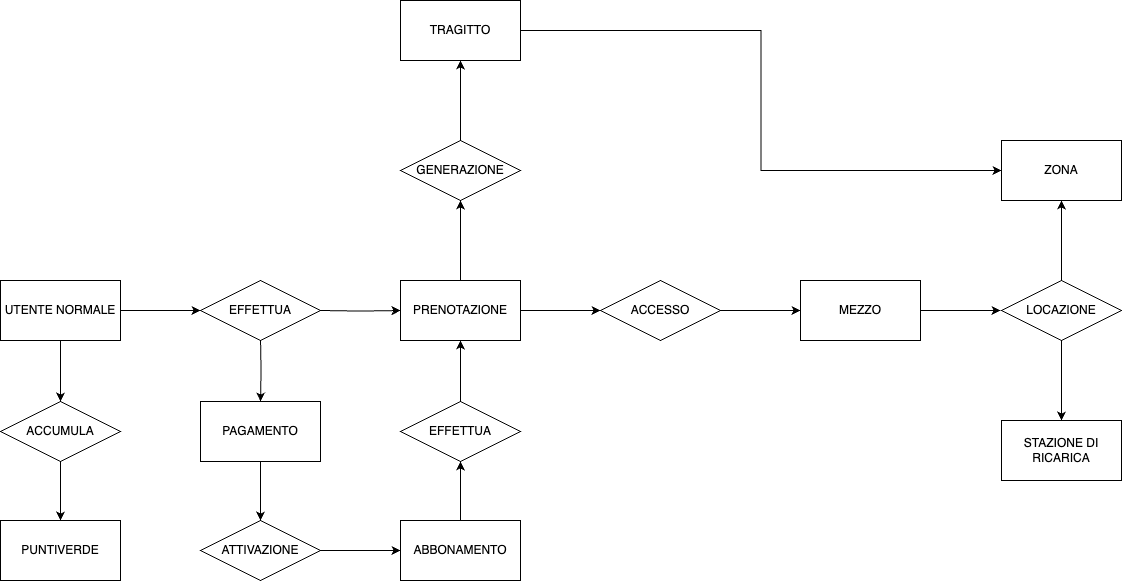 TRAGITTO
GENERAZIONE
ZONA
UTENTE NORMALE
EFFETTUA
PRENOTAZIONE
ACCESSO
MEZZO
LOCAZIONE
ACCUMULA
PAGAMENTO
EFFETTUA
STAZIONE DI
RICARICA
PUNTIVERDE
ATTIVAZIONE
ABBONAMENTO